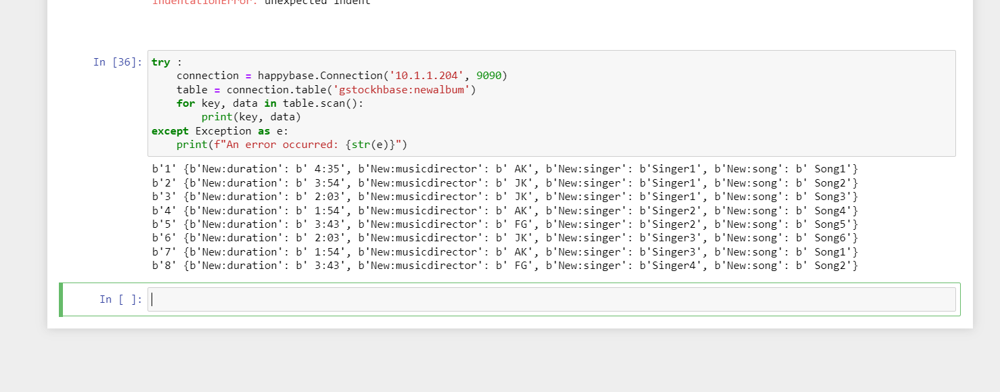 IndentationError: unexpected indent
In [36]: try :
    connection = happybase.Connection('10.1.1.204', 9090)
    table = connection.table('gstockhbase:newalbum')
    for key, data in table.scan():
        print(key, data)
except Exception as e:
    print(f"An error occurred: {str(e)}")
b'1' {b'New:duration': b' 4:35', b'New:musicdirector': b' AK', b'New:singer': b'Singer1', b'New:song': b' Song1'}
b'2' {b'New:duration': b' 3:54', b'New:musicdirector': b' JK', b'New:singer': b'Singer1', b'New:song': b' Song2'}
b'3' {b'New:duration': b' 2:03', b'New:musicdirector': b' JK', b'New:singer': b'Singer1', b'New:song': b' Song3'}
b'4' {b'New:duration': b' 1:54', b'New:musicdirector': b' AK', b'New:singer': b'Singer2', b'New:song': b' Song4'}
b'5' {b'New:duration': b' 3:43', b'New:musicdirector': b' FG', b'New:singer': b'Singer2', b'New:song': b' Song5'}
b'6' {b'New:duration': b' 2:03', b'New:musicdirector': b' JK', b'New:singer': b'Singer3', b'New:song': b' Song6'}
b'7' {b'New:duration': b' 1:54', b'New:musicdirector': b' AK', b'New:singer': b'Singer3', b'New:song': b' Song1'}
b'8' {b'New:duration': b' 3:43', b'New:musicdirector': b' FG', b'New:singer': b'Singer4', b'New:song': b' Song2'}
In [ ]: